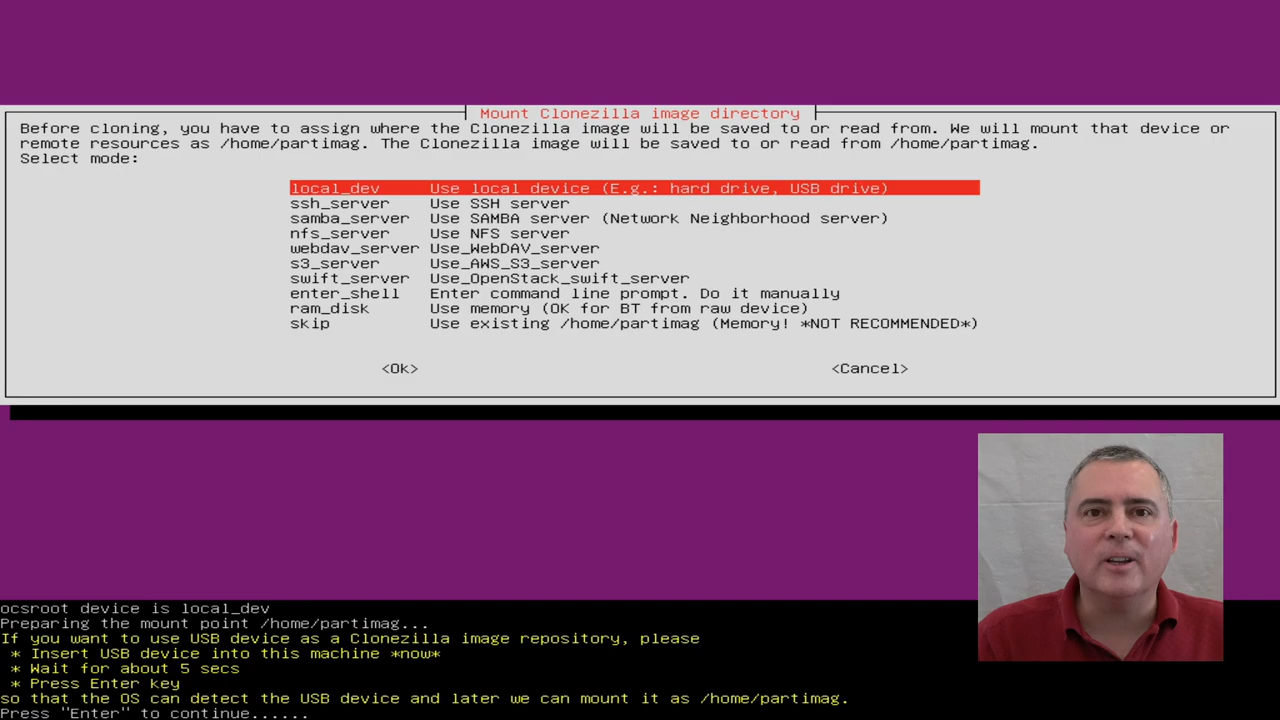 Mount Clonezilla image directory
Before cloning, you have to assign where the Clonezilla image will be saved to or read from. We will mount that device or
remote resources as /home/partimag. The Clonezilla image will be saved to or read from /home/partimag.
Select mode:
local_dev Use local device (E.g.: hard drive, USB drive)
ssh_server Use SSH server
samba_server Use SAMBA server (Network Neighborhood server)
nfs_server Use NFS server
webdav_server Use_WebDAV_server
s3_server Use_AWS_S3_server
swift_server Use_OpenStack_swift_server
enter_shell Enter command line prompt. Do it manually
ram_disk Use memory (OK for BT from raw device)
skip Use existing /home/partimag (Memory! *NOT RECOMMENDED*)
<Ok> <Cancel>
ocsroot device is local_dev
Preparing the mount point /home/partimag...
If you want to use USB device as a Clonezilla image repository, please
* Insert USB device into this machine *now*
* Wait for about 5 secs
* Press Enter key
so that the OS can detect the USB device and later we can mount it as /home/partimag.
Press "Enter" to continue......